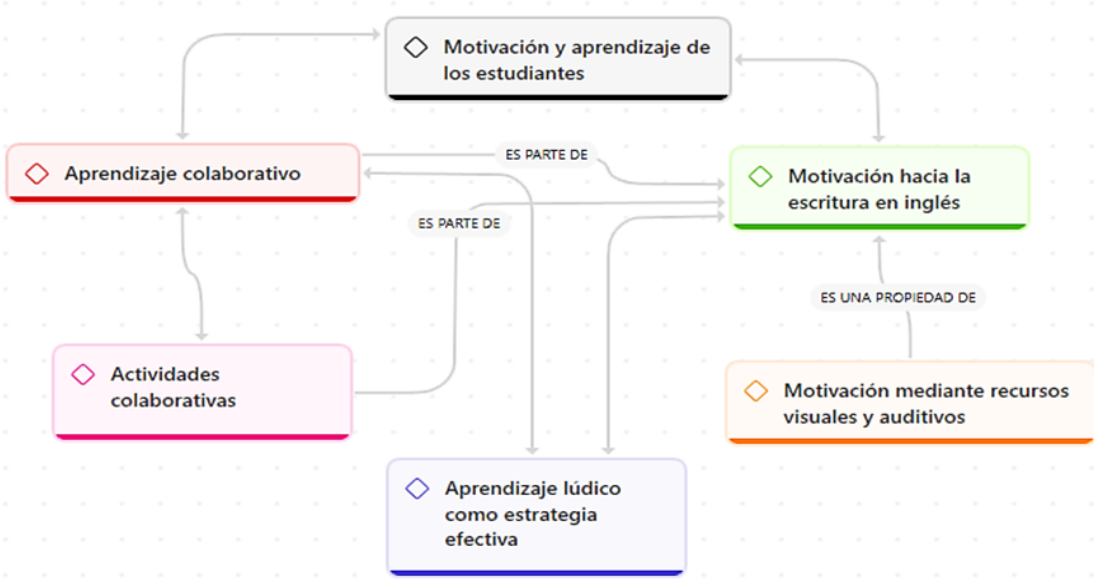 Motivación y aprendizaje de
los estudiantes
ES PARTE DE
Aprendizaje colaborativo
Motivación hacia la
escritura en inglés
ES PARTE DE
ES UNA PROPIEDAD DE
Actividades
colaborativas
Motivación mediante recursos
visuales y auditivos
Aprendizaje lúdico
como estrategia
efectiva